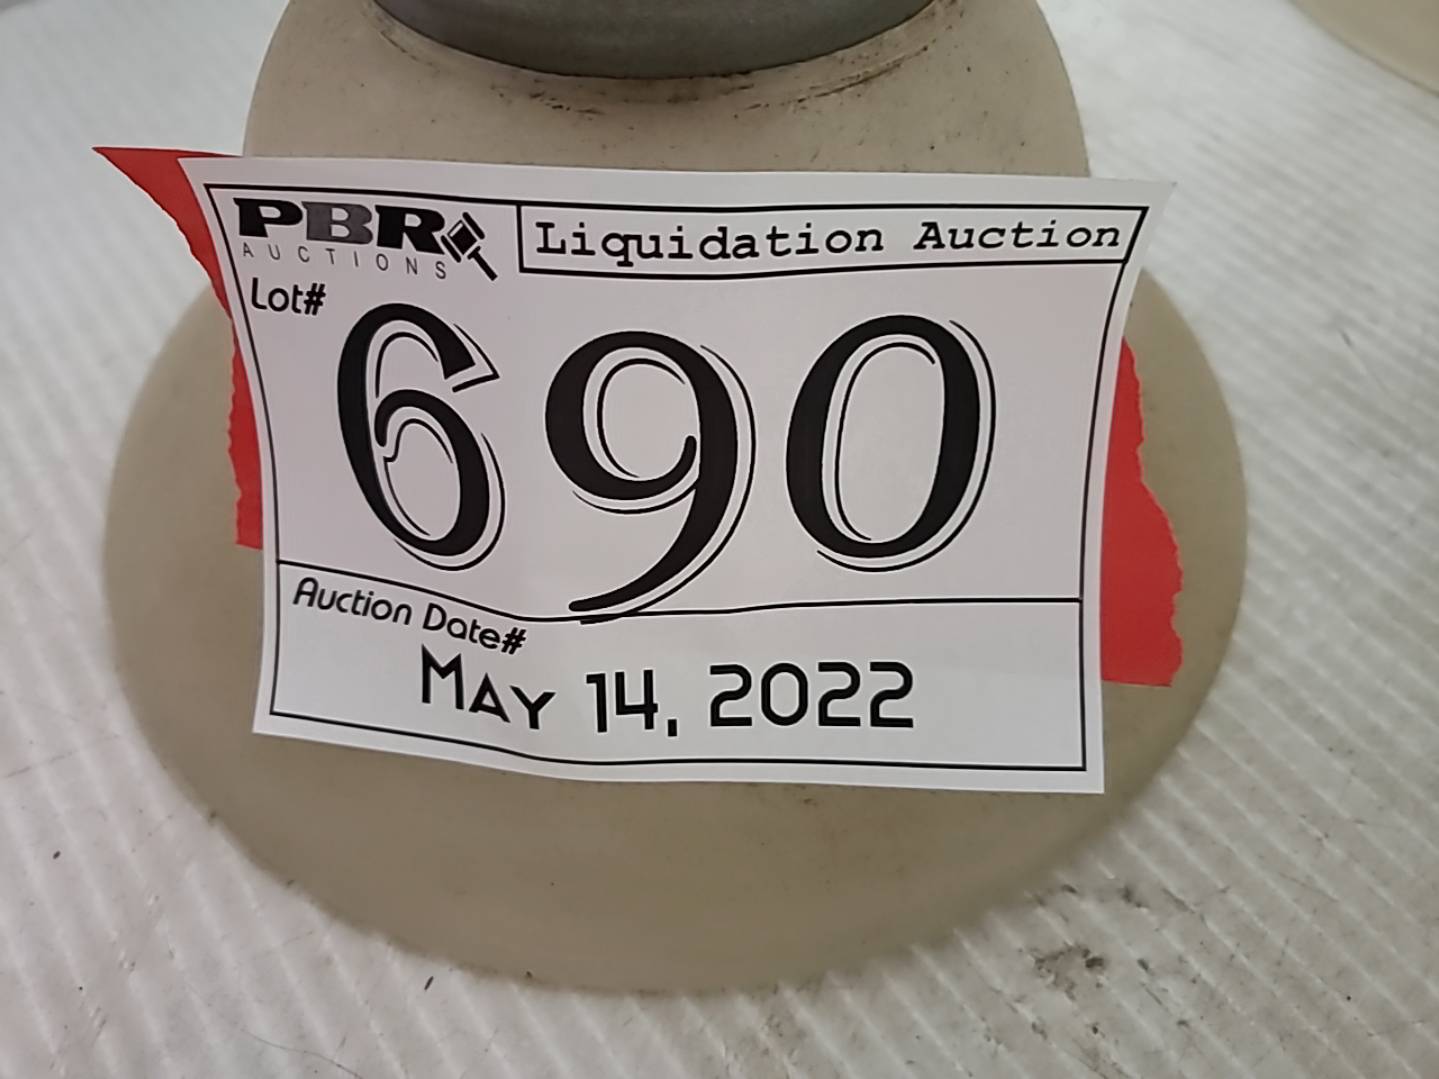 PBR
AUCTIONS
Liquidation Auction
Lot#
690
Auction Date#
May 14, 2022